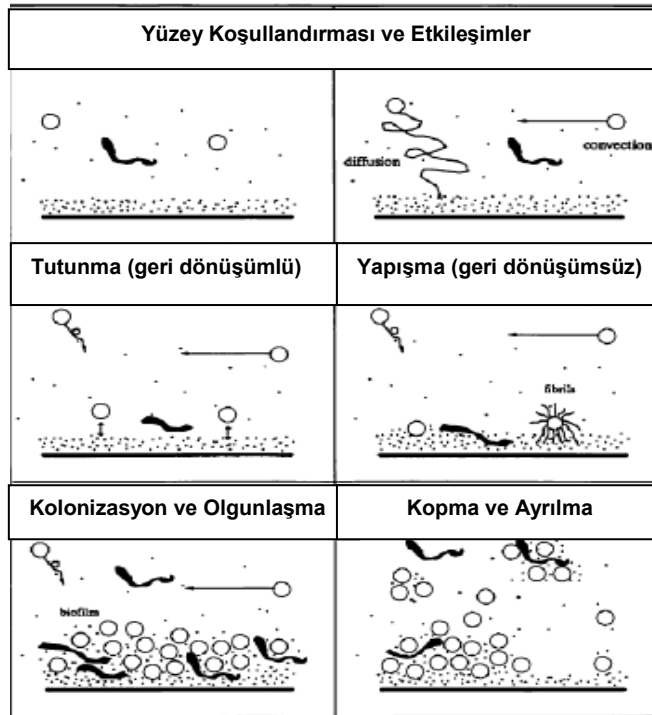 Yüzey Koşullandırması ve Etkileşimler
diffusion
convection
Tutunma (geri dönüşümlü)
Yapışma (geri dönüşümsüz)
fibrils
Kolonizasyon ve Olgunlaşma
Kopma ve Ayrılma
biofilm